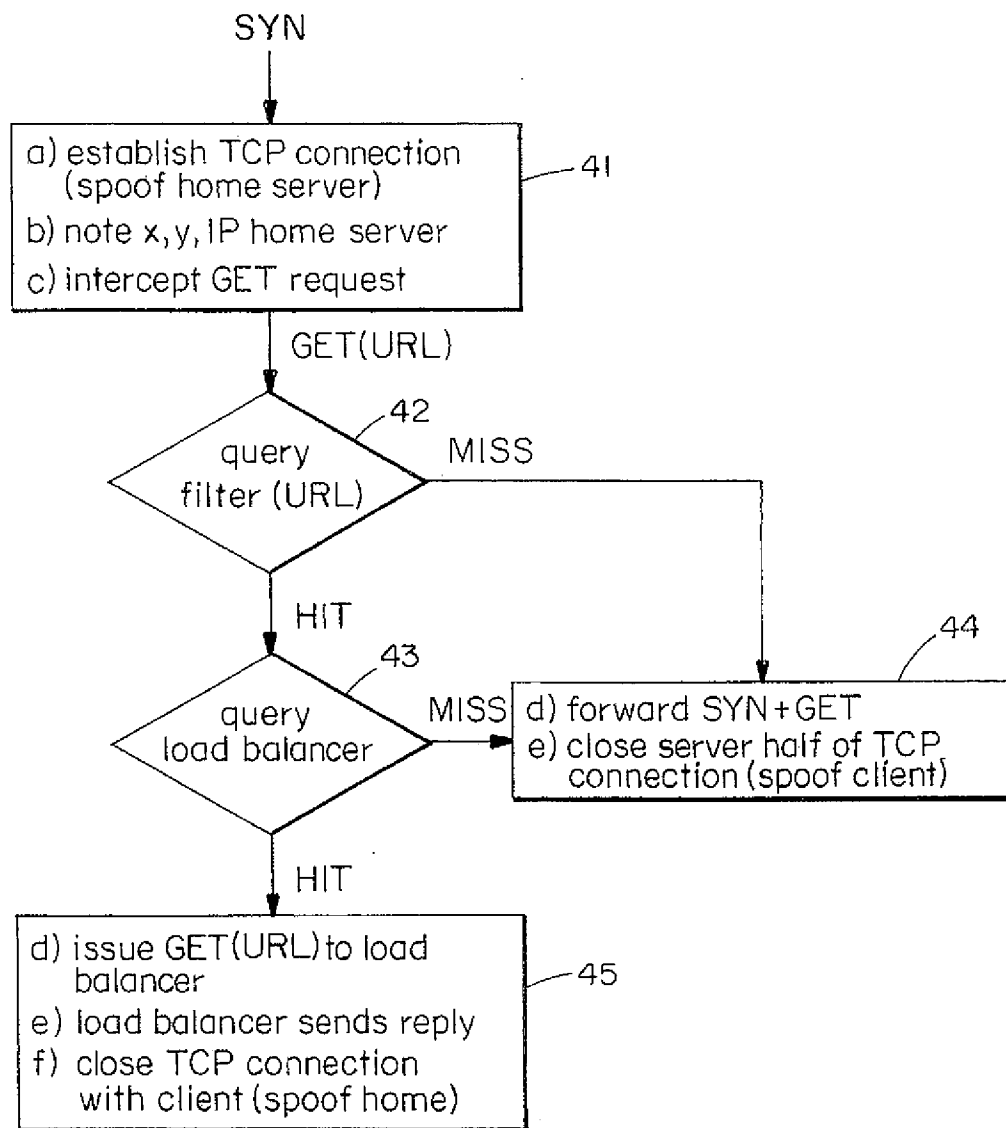 SYN
a) establish TCP connection
(spoof home server)
b) note x, y, IP home server
c) intercept GET request
41
GET(URL)
42
query
filter (URL)
MISS
HIT
43
query
load balancer
MISS
44
d) forward SYN+GET
e) close server half of TCP
connection (spoof client)
HIT
d) issue GET(URL) to load
balancer
e) load balancer sends reply
f) close TCP connection
with client (spoof home)
45